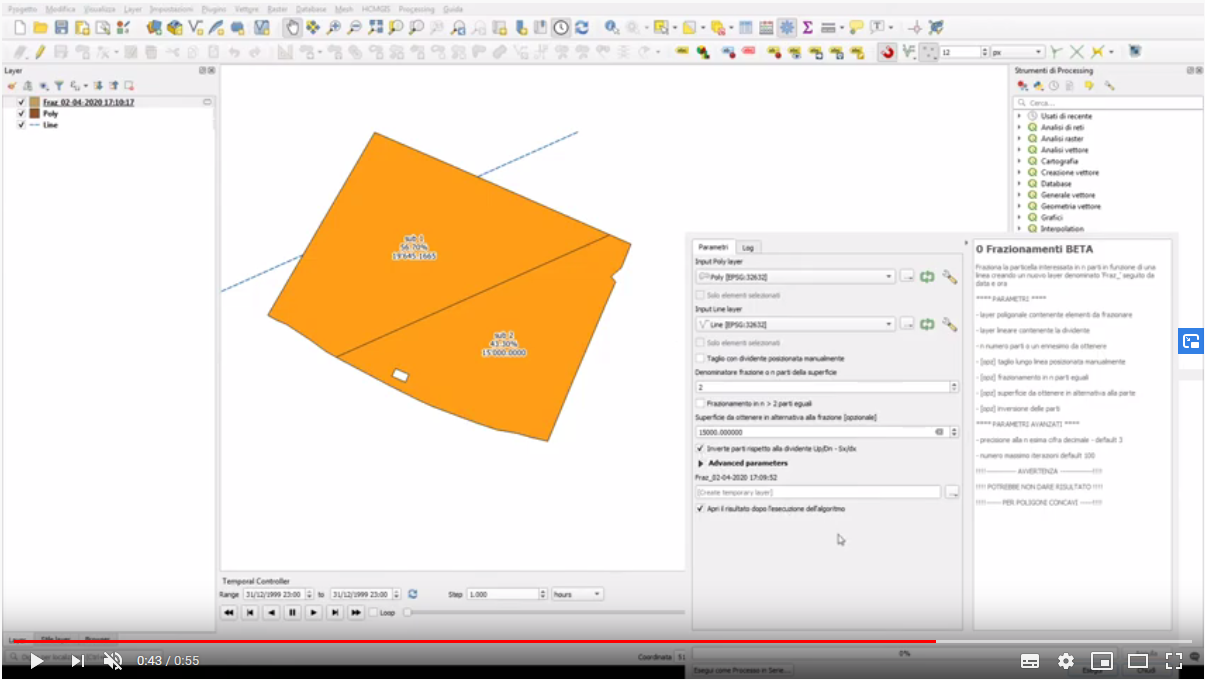 Progetto Modifica Visualizza Layer Impostazioni Plugins Vettore Raster Database Mesh HCMGIS Processing Guida
12 px
Layer
Fraz_02-04-2020 17:10:17
Poly
Line
sub 1
56.70%
19'645.1665
sub 2
43.30%
15'000.0000
Strumenti di Processing
Cerca...
Usati di recente
Analisi di reti
Analisi raster
Analisi vettore
Cartografia
Creazione vettore
Database
Generale vettore
Geometria vettore
Grafici
Interpolation
Parametri Log
Input Poly layer
Poly [EPSG:32632]
Solo elementi selezionati
Input Line layer
Line [EPSG:32632]
Solo elementi selezionati
Taglio con dividente posizionata manualmente
Denominatore frazione o n parti della superficie
2
Frazionamento in n > 2 parti eguali
Superficie da ottenere in alternativa alla frazione [opzionale]
15000.000000
Inverte parti rispetto alla dividente Up/Dn - Sx/dx
Advanced parameters
Fraz_02-04-2020 17:09:52
[Create temporary layer]
Apri il risultato dopo l'esecuzione dell'algoritmo
0 Frazionamenti BETA
Fraziona la particella interessata in n parti in funzione di una
linea creando un nuovo layer denominato 'Fraz_' seguito da
data e ora
**** PARAMETRI ****
- layer poligonale contenente elementi da frazionare
- layer lineare contenente la dividente
- n numero parti o un ennesimo da ottenere
- [opz] taglio lungo linea posizionata manualmente
- [opz] frazionamento in n parti eguali
- [opz] superficie da ottenere in alternativa alla parte
- [opz] inversione delle parti
**** PARAMETRI AVANZATI ****
- precisione alla n esima cifra decimale - default 3
- numero massimo iterazioni default 100
!!!! ------------ AVVERTENZA ------------!!!!
!!!! POTREBBE NON DARE RISULTATO !!!!
!!!!------ PER POLIGONI CONCAVI ------!!!!
Temporal Controller
Range 31/12/1999 23:00 to 31/12/1999 23:00 Step 1.000 hours
Loop
Coordinata
0%
Esegui come Processo in Serie...
0:43 / 0:55